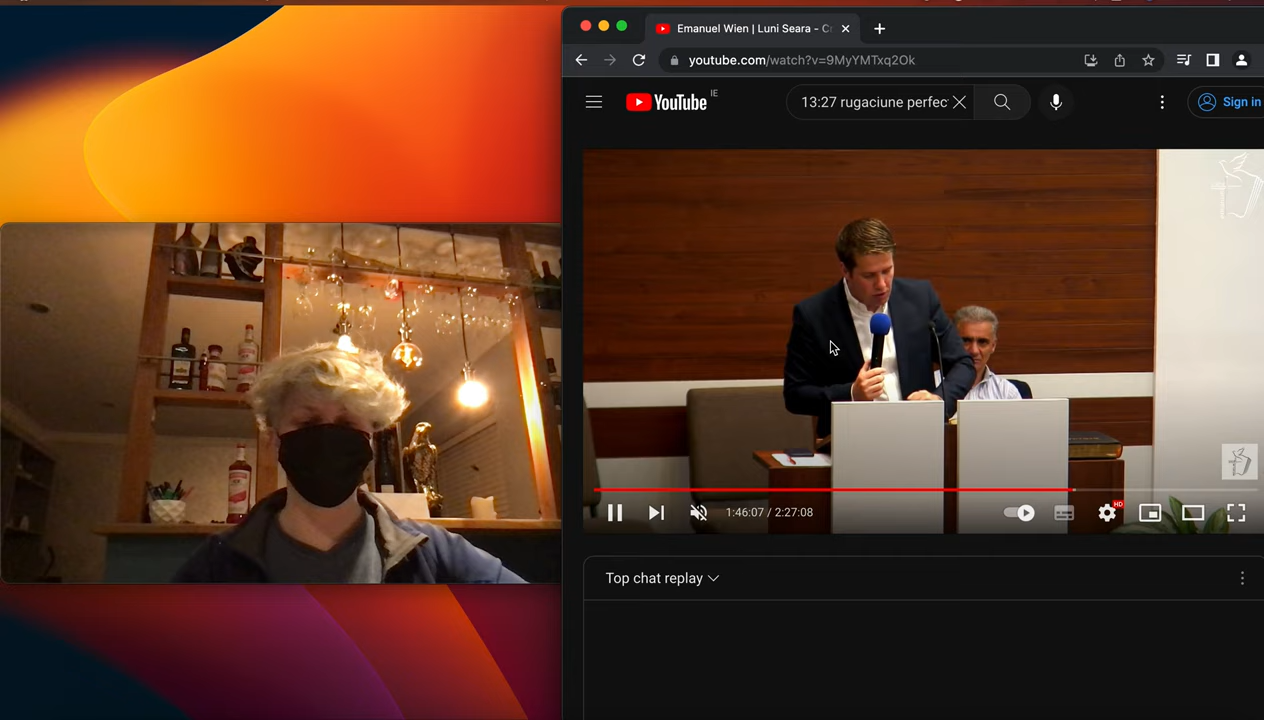 Emanuel Wien | Luni Seara - Cr
youtube.com/watch?v=9MyYMTxq2Ok
YouTube IE
13:27 rugaciune perfec
Sign in
1:46:07 / 2:27:08
HD
Top chat replay